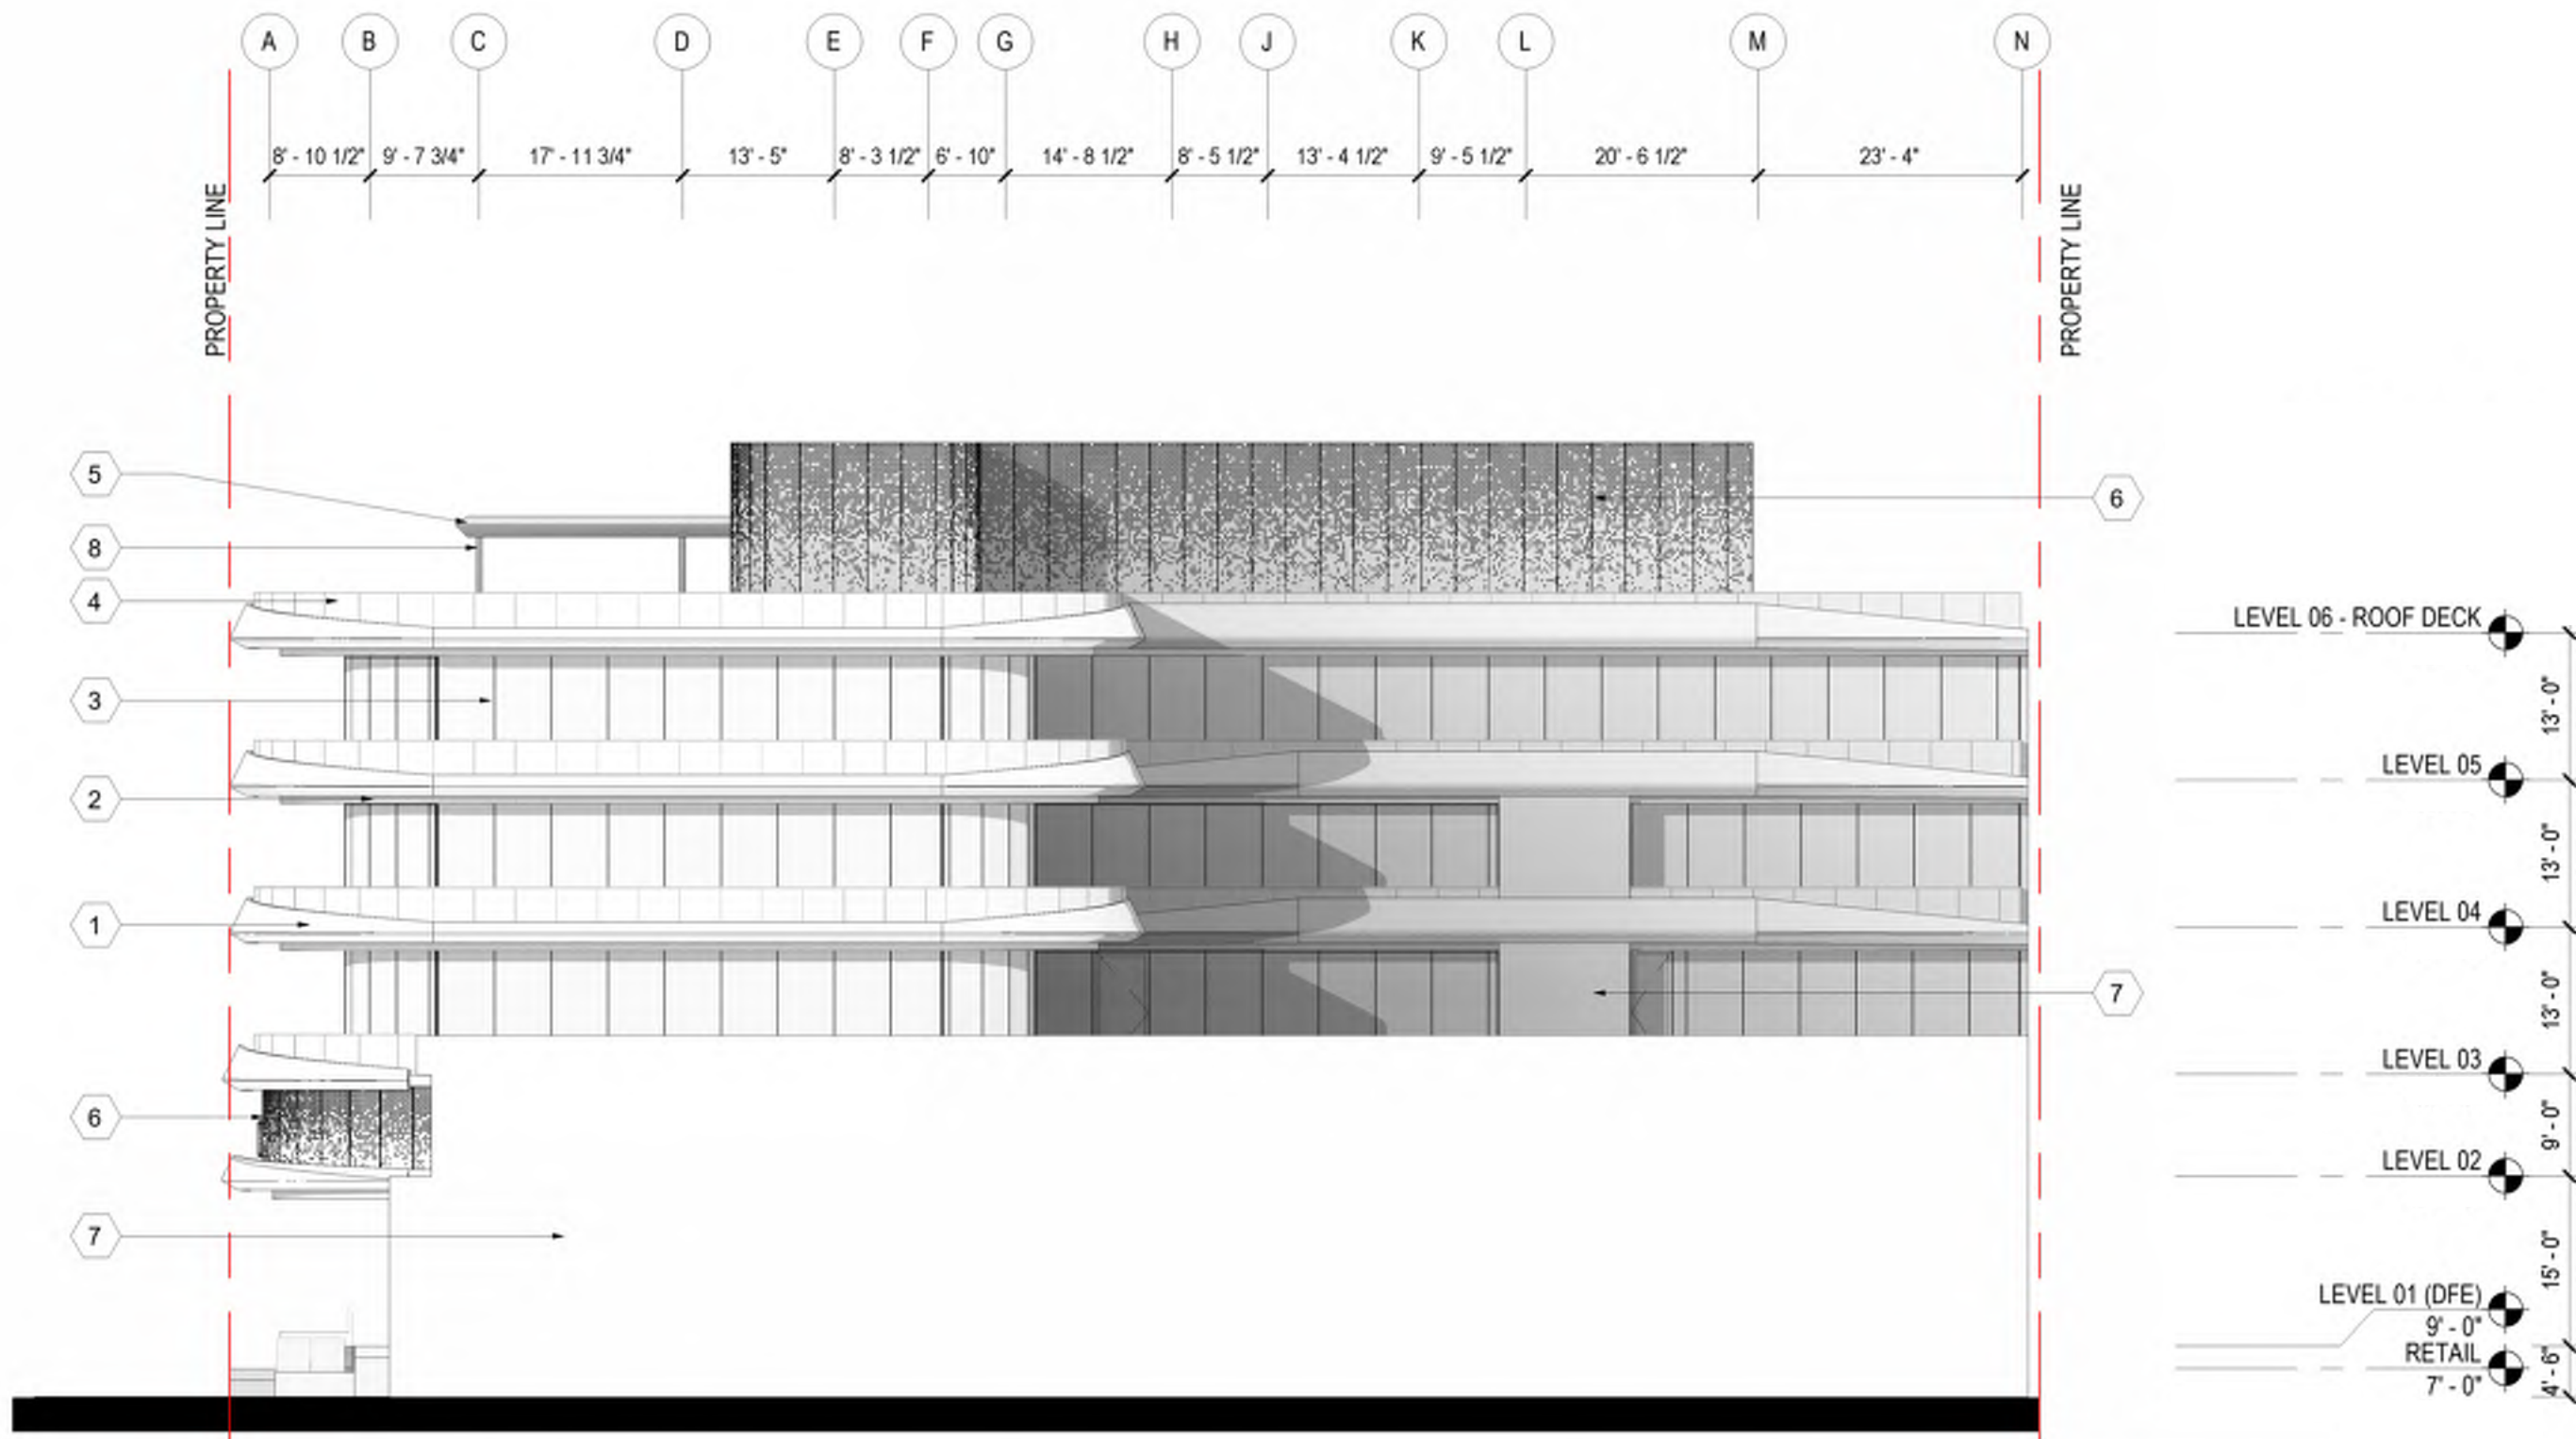 A B C D E F G H J K L M N
8' - 10 1/2" 9' - 7 3/4" 17' - 11 3/4" 13' - 5" 8' - 3 1/2" 6' - 10" 14' - 8 1/2" 8' - 5 1/2" 13' - 4 1/2" 9' - 5 1/2" 20' - 6 1/2" 23' - 4"
PROPERTY LINE
PROPERTY LINE
5
6
8
4
LEVEL 06 - ROOF DECK
3
13' - 0"
LEVEL 05
2
13' - 0"
LEVEL 04
1
7
13' - 0"
LEVEL 03
6
9' - 0"
LEVEL 02
7
15' - 0"
LEVEL 01 (DFE)
9' - 0"
RETAIL
7' - 0"
4' - 6"